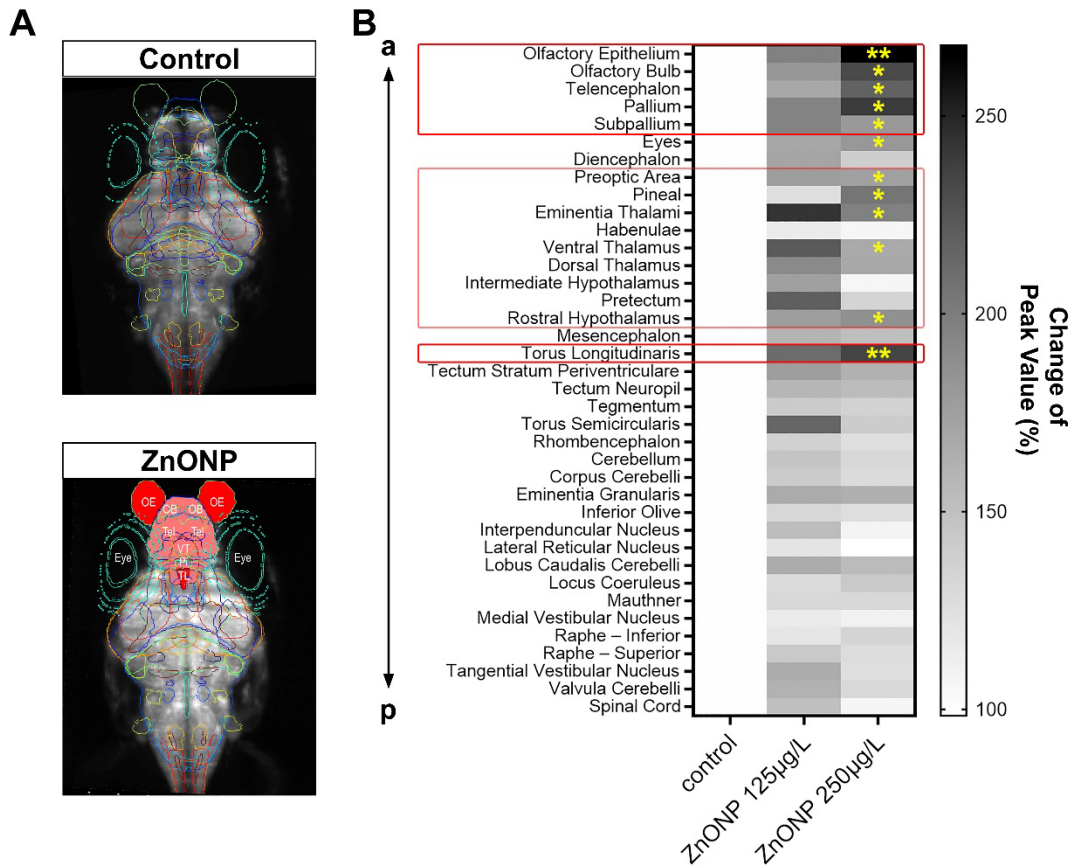 A
Control
ZnONP
OE
OE
OB
OB
Tel
Tel
VT
Eye
Eye
TL
B
a
p
Olfactory Epithelium
**
Olfactory Bulb
*
Telencephalon
*
Pallium
*
Subpallium
*
Eyes
*
Diencephalon
Preoptic Area
*
Pineal
*
Eminentia Thalami
*
Habenulae
Ventral Thalamus
*
Dorsal Thalamus
Intermediate Hypothalamus
Pretectum
Rostral Hypothalamus
*
Mesencephalon
Torus Longitudinaris
**
Tectum Stratum Periventriculare
Tectum Neuropil
Tegmentum
Torus Semicircularis
Rhombencephalon
Cerebellum
Corpus Cerebelli
Eminentia Granularis
Inferior Olive
Interpenduncular Nucleus
Lateral Reticular Nucleus
Lobus Caudalis Cerebelli
Locus Coeruleus
Mauthner
Medial Vestibular Nucleus
Raphe – Inferior
Raphe – Superior
Tangential Vestibular Nucleus
Valvula Cerebelli
Spinal Cord
control
ZnONP 125µg/L
ZnONP 250µg/L
250
200
150
100
Change of
Peak Value (%)